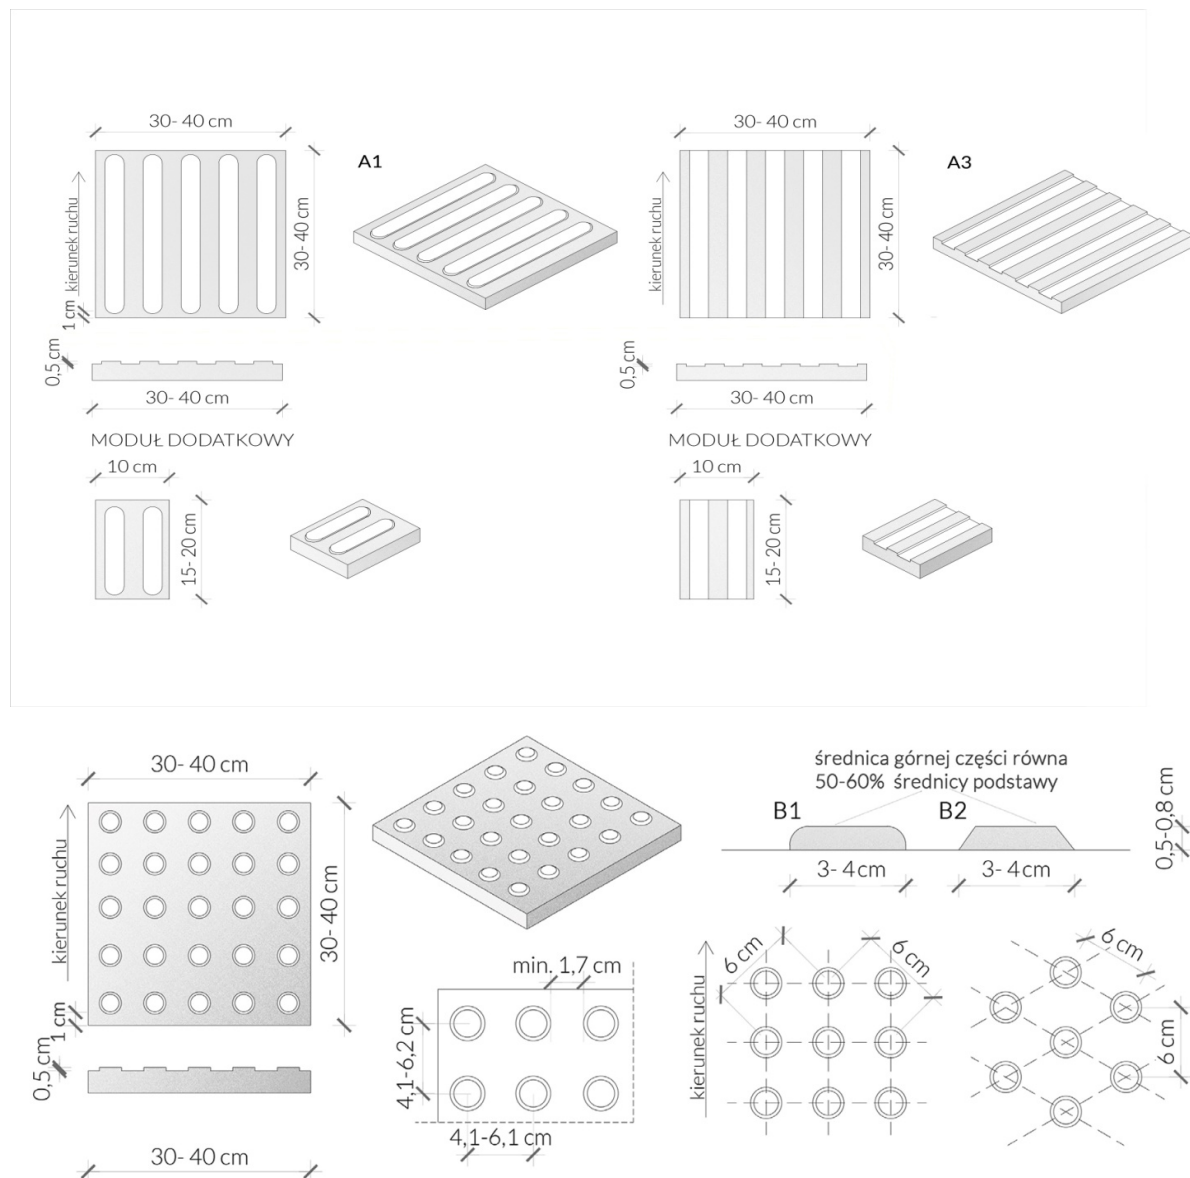 30- 40 cm
A1
kierunek ruchu
30- 40 cm
1 cm
0,5 cm
30- 40 cm
MODUŁ DODATKOWY
10 cm
15- 20 cm
30- 40 cm
A3
kierunek ruchu
30- 40 cm
0,5 cm
30- 40 cm
MODUŁ DODATKOWY
10 cm
15- 20 cm
30- 40 cm
kierunek ruchu
30- 40 cm
1 cm
0,5 cm
30- 40 cm
min. 1,7 cm
4,1-6,2 cm
4,1-6,1 cm
średnica górnej części równa
50-60% średnicy podstawy
B1
B2
0,5-0,8 cm
3- 4cm
3- 4cm
kierunek ruchu
6 cm
6 cm
6 cm
6 cm